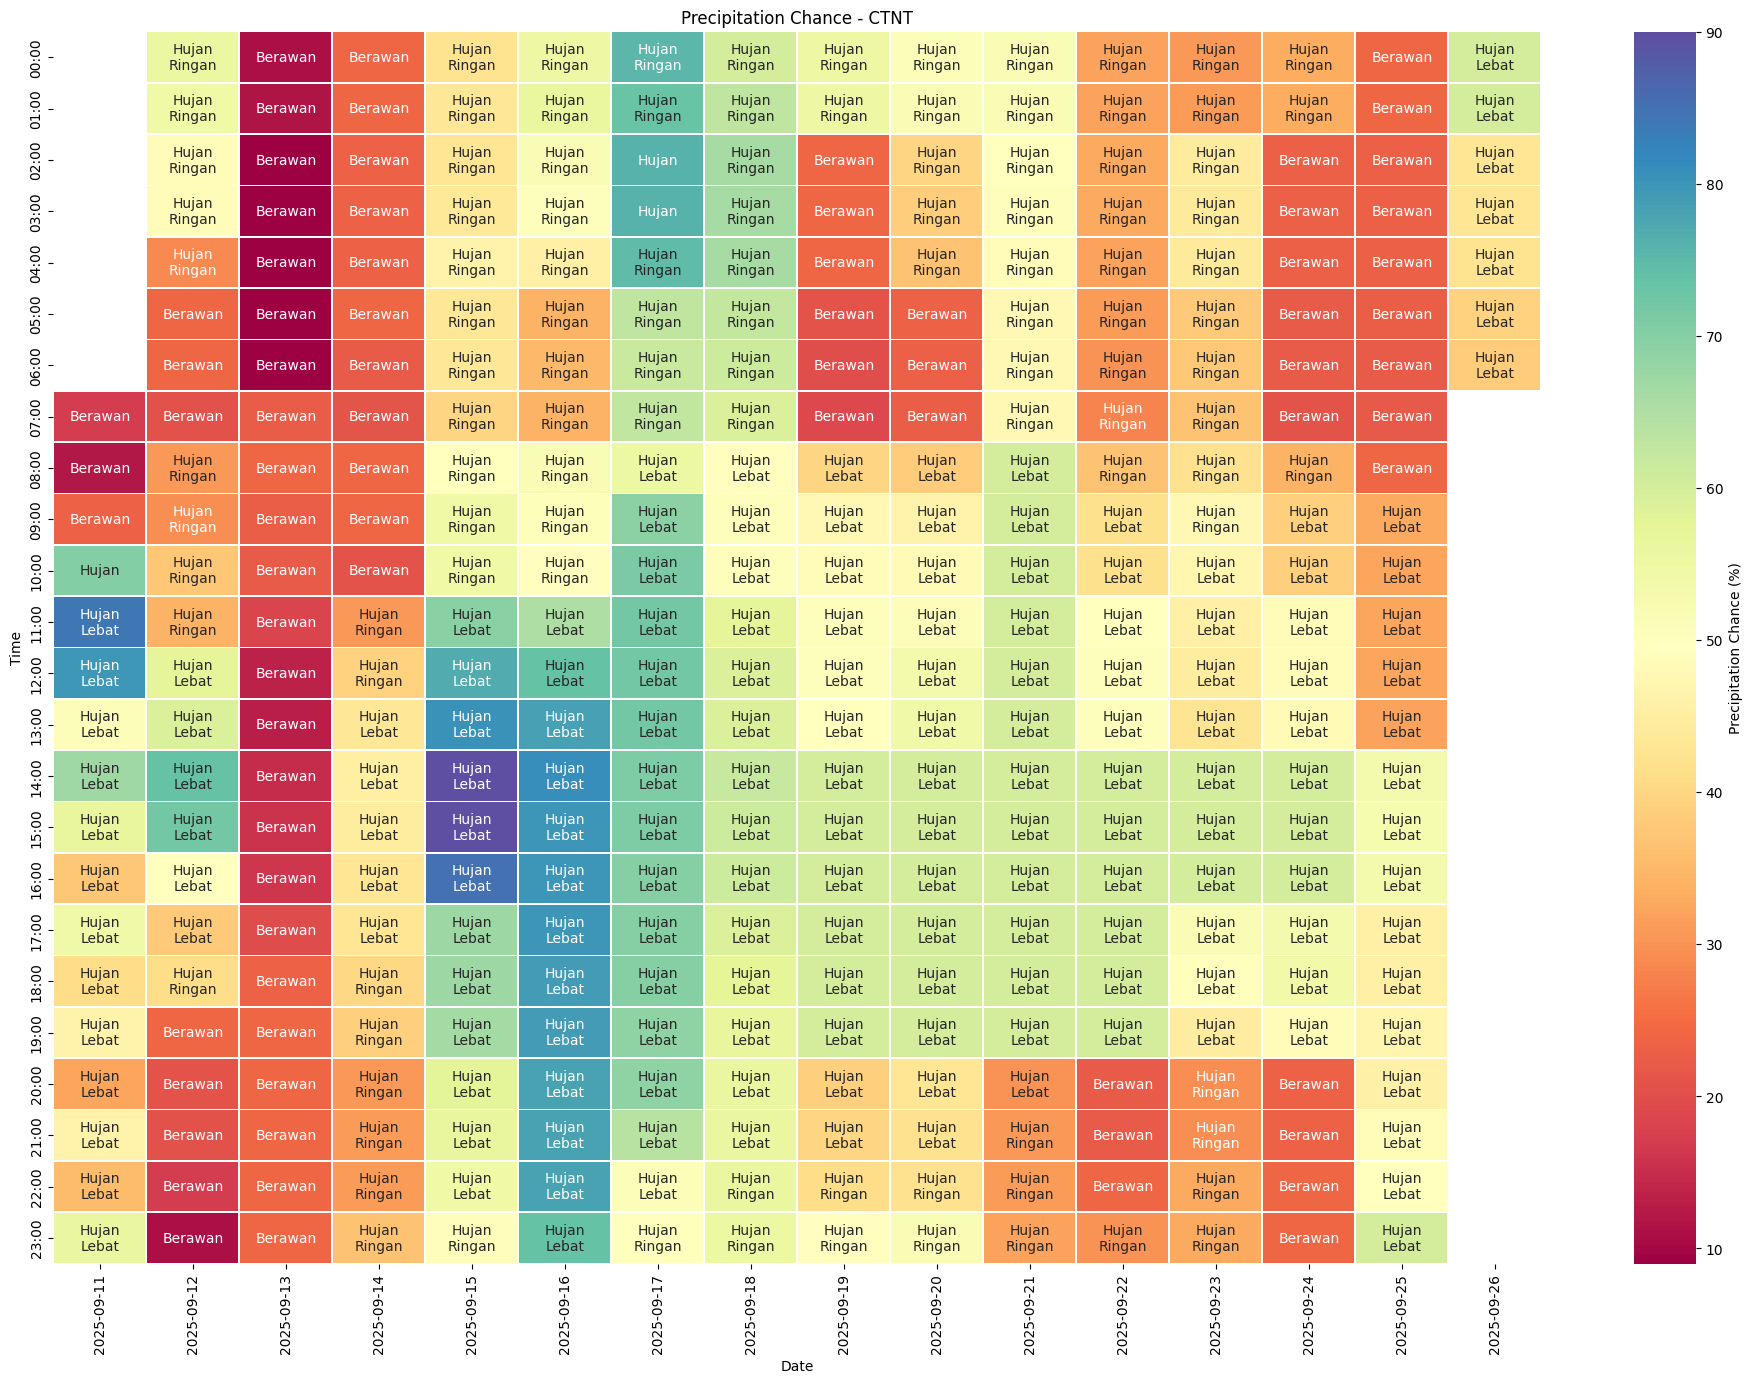 Precipitation Chance - CTNT
00:00 Hujan Ringan Berawan Berawan Hujan Ringan Hujan Ringan Hujan Ringan Hujan Ringan Hujan Ringan Hujan Ringan Hujan Ringan Hujan Ringan Hujan Ringan Hujan Ringan Berawan Hujan Lebat
01:00 Hujan Ringan Berawan Berawan Hujan Ringan Hujan Ringan Hujan Ringan Hujan Ringan Hujan Ringan Hujan Ringan Hujan Ringan Hujan Ringan Hujan Ringan Hujan Ringan Berawan Hujan Lebat
02:00 Hujan Ringan Berawan Berawan Hujan Ringan Hujan Ringan Hujan Hujan Ringan Berawan Hujan Ringan Hujan Ringan Hujan Ringan Hujan Ringan Berawan Berawan Hujan Lebat
03:00 Hujan Ringan Berawan Berawan Hujan Ringan Hujan Ringan Hujan Hujan Ringan Berawan Hujan Ringan Hujan Ringan Hujan Ringan Hujan Ringan Berawan Berawan Hujan Lebat
04:00 Hujan Ringan Berawan Berawan Hujan Ringan Hujan Ringan Hujan Ringan Hujan Ringan Berawan Hujan Ringan Hujan Ringan Hujan Ringan Hujan Ringan Berawan Berawan Hujan Lebat
05:00 Berawan Berawan Berawan Hujan Ringan Hujan Ringan Hujan Ringan Hujan Ringan Berawan Berawan Hujan Ringan Hujan Ringan Hujan Ringan Berawan Berawan Hujan Lebat
06:00 Berawan Berawan Berawan Hujan Ringan Hujan Ringan Hujan Ringan Hujan Ringan Berawan Berawan Hujan Ringan Hujan Ringan Hujan Ringan Berawan Berawan Hujan Lebat
07:00 Berawan Berawan Berawan Berawan Hujan Ringan Hujan Ringan Hujan Ringan Hujan Ringan Berawan Berawan Hujan Ringan Hujan Ringan Hujan Ringan Berawan Berawan
08:00 Berawan Hujan Ringan Berawan Berawan Hujan Ringan Hujan Ringan Hujan Lebat Hujan Lebat Hujan Lebat Hujan Lebat Hujan Lebat Hujan Ringan Hujan Ringan Hujan Ringan Berawan
09:00 Berawan Hujan Ringan Berawan Berawan Hujan Ringan Hujan Ringan Hujan Lebat Hujan Lebat Hujan Lebat Hujan Lebat Hujan Lebat Hujan Lebat Hujan Ringan Hujan Lebat Hujan Lebat
10:00 Hujan Hujan Ringan Berawan Berawan Hujan Ringan Hujan Ringan Hujan Lebat Hujan Lebat Hujan Lebat Hujan Lebat Hujan Lebat Hujan Lebat Hujan Lebat Hujan Lebat Hujan Lebat
11:00 Hujan Lebat Hujan Ringan Berawan Hujan Ringan Hujan Lebat Hujan Lebat Hujan Lebat Hujan Lebat Hujan Lebat Hujan Lebat Hujan Lebat Hujan Lebat Hujan Lebat Hujan Lebat Hujan Lebat
12:00 Hujan Lebat Hujan Lebat Berawan Hujan Ringan Hujan Lebat Hujan Lebat Hujan Lebat Hujan Lebat Hujan Lebat Hujan Lebat Hujan Lebat Hujan Lebat Hujan Lebat Hujan Lebat Hujan Lebat
13:00 Hujan Lebat Hujan Lebat Berawan Hujan Lebat Hujan Lebat Hujan Lebat Hujan Lebat Hujan Lebat Hujan Lebat Hujan Lebat Hujan Lebat Hujan Lebat Hujan Lebat Hujan Lebat Hujan Lebat
14:00 Hujan Lebat Hujan Lebat Berawan Hujan Lebat Hujan Lebat Hujan Lebat Hujan Lebat Hujan Lebat Hujan Lebat Hujan Lebat Hujan Lebat Hujan Lebat Hujan Lebat Hujan Lebat Hujan Lebat
15:00 Hujan Lebat Hujan Lebat Berawan Hujan Lebat Hujan Lebat Hujan Lebat Hujan Lebat Hujan Lebat Hujan Lebat Hujan Lebat Hujan Lebat Hujan Lebat Hujan Lebat Hujan Lebat Hujan Lebat
16:00 Hujan Lebat Hujan Lebat Berawan Hujan Lebat Hujan Lebat Hujan Lebat Hujan Lebat Hujan Lebat Hujan Lebat Hujan Lebat Hujan Lebat Hujan Lebat Hujan Lebat Hujan Lebat Hujan Lebat
17:00 Hujan Lebat Hujan Lebat Berawan Hujan Lebat Hujan Lebat Hujan Lebat Hujan Lebat Hujan Lebat Hujan Lebat Hujan Lebat Hujan Lebat Hujan Lebat Hujan Lebat Hujan Lebat Hujan Lebat
18:00 Hujan Lebat Hujan Ringan Berawan Hujan Ringan Hujan Lebat Hujan Lebat Hujan Lebat Hujan Lebat Hujan Lebat Hujan Lebat Hujan Lebat Hujan Lebat Hujan Lebat Hujan Lebat Hujan Lebat
19:00 Hujan Lebat Berawan Berawan Hujan Ringan Hujan Lebat Hujan Lebat Hujan Lebat Hujan Lebat Hujan Lebat Hujan Lebat Hujan Lebat Hujan Lebat Hujan Lebat Hujan Lebat Hujan Lebat
20:00 Hujan Lebat Berawan Berawan Hujan Ringan Hujan Lebat Hujan Lebat Hujan Lebat Hujan Lebat Hujan Lebat Hujan Lebat Hujan Lebat Berawan Hujan Ringan Berawan Hujan Lebat
21:00 Hujan Lebat Berawan Berawan Hujan Ringan Hujan Lebat Hujan Lebat Hujan Lebat Hujan Lebat Hujan Lebat Hujan Lebat Hujan Ringan Berawan Hujan Ringan Berawan Hujan Lebat
22:00 Hujan Lebat Berawan Berawan Hujan Ringan Hujan Lebat Hujan Lebat Hujan Lebat Hujan Ringan Hujan Ringan Hujan Ringan Hujan Ringan Berawan Hujan Ringan Berawan Hujan Lebat
23:00 Hujan Lebat Berawan Berawan Hujan Ringan Hujan Ringan Hujan Lebat Hujan Ringan Hujan Ringan Hujan Ringan Hujan Ringan Hujan Ringan Hujan Ringan Hujan Ringan Berawan Hujan Lebat
Time
2025-09-11 2025-09-12 2025-09-13 2025-09-14 2025-09-15 2025-09-16 2025-09-17 2025-09-18 2025-09-19 2025-09-20 2025-09-21 2025-09-22 2025-09-23 2025-09-24 2025-09-25 2025-09-26
Date
90
80
70
60
50
40
30
20
10
Precipitation Chance (%)